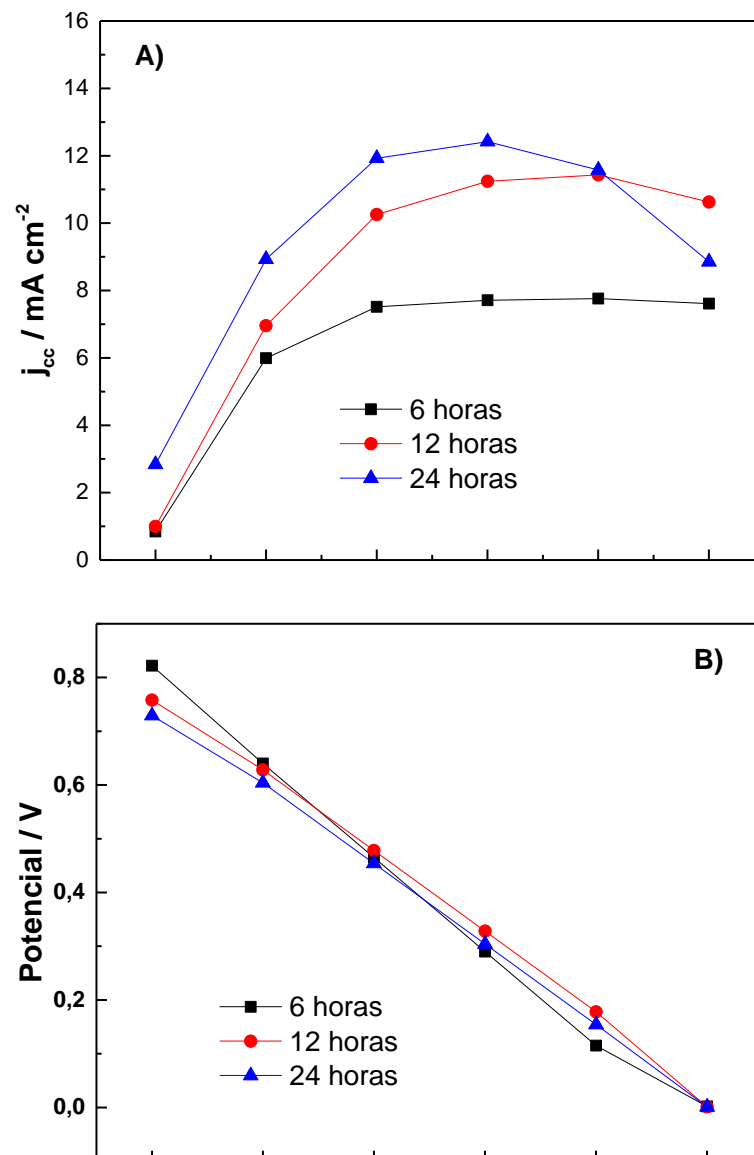 16
A)
14
12
10
8
6
4
2
0
j_cc / mA cm^-2
6 horas
12 horas
24 horas
B)
0,8
0,6
0,4
0,2
0,0
Potencial / V
6 horas
12 horas
24 horas